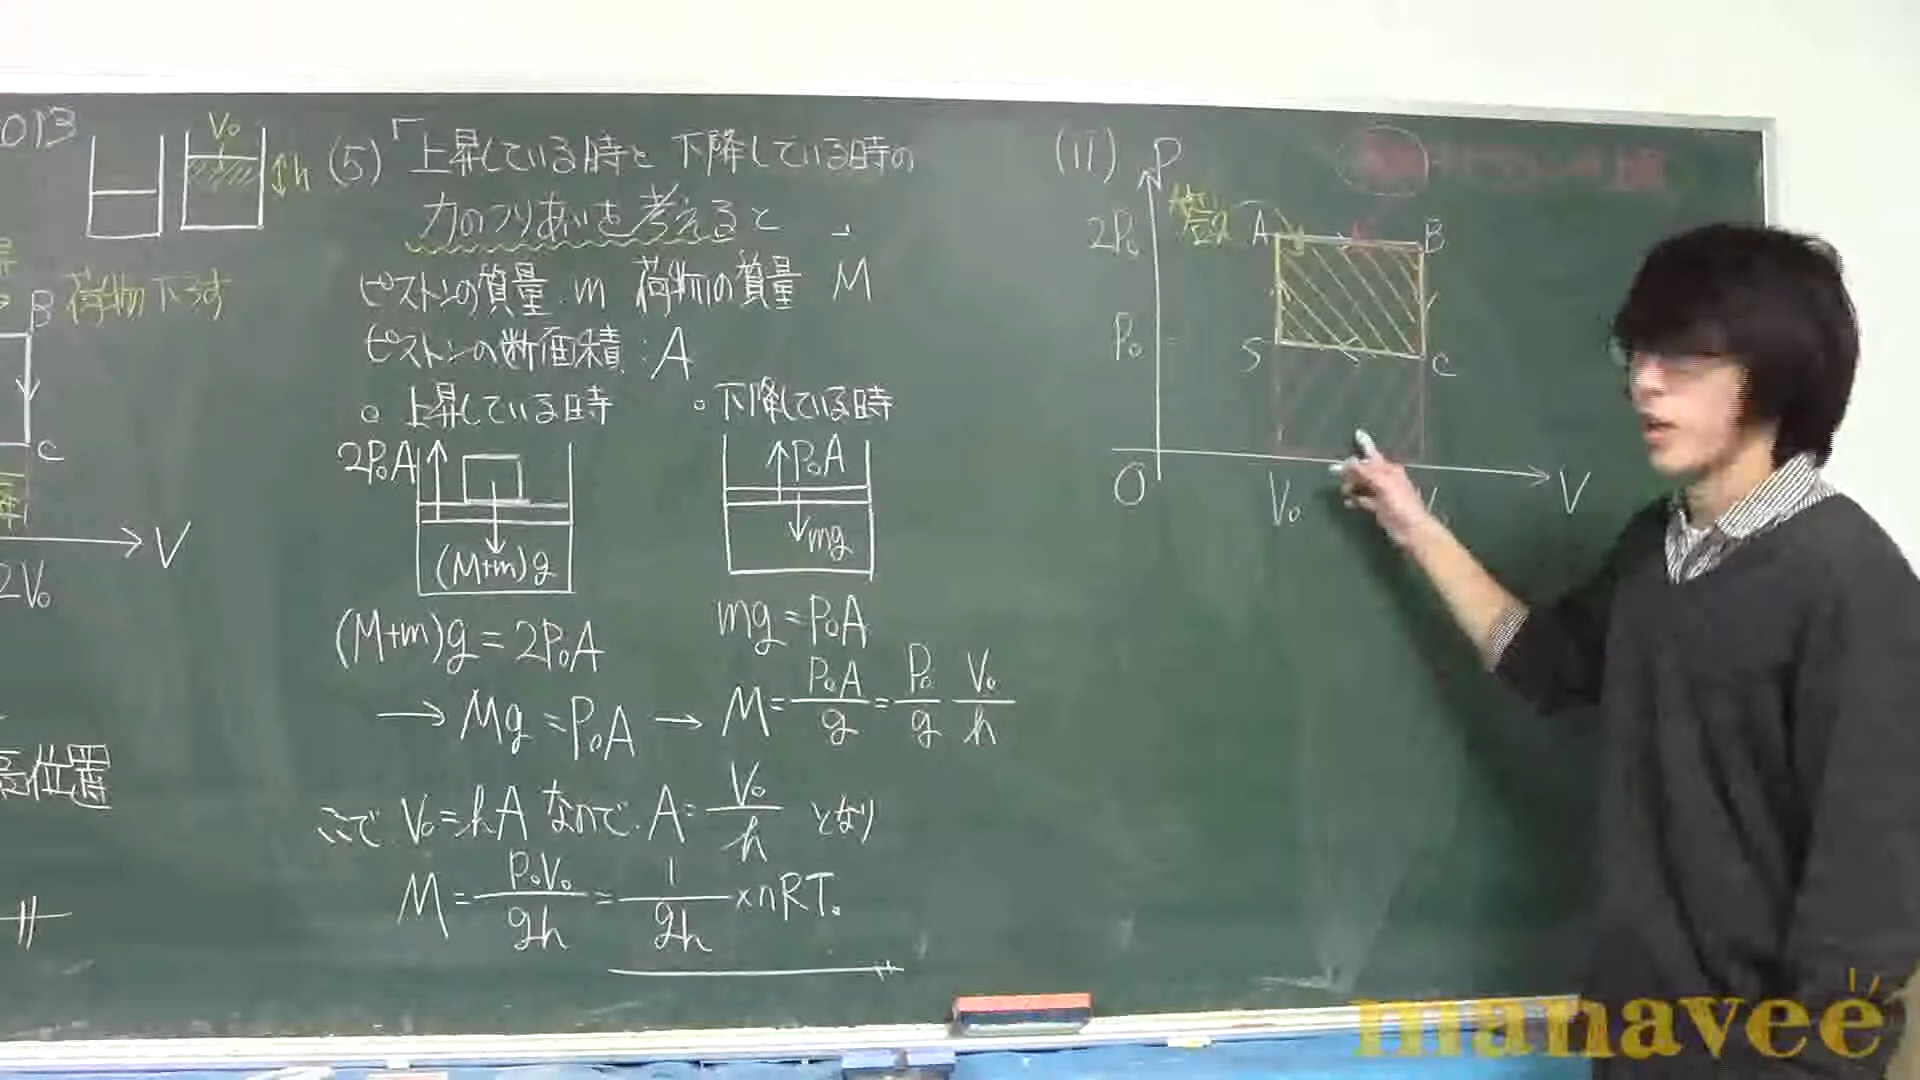 013
V₀
h
B 荷物下ろす
C
V
2V₀
高位置
(5)「上昇している時と下降している時の
力のつりあいを考えると
ピストンの質量:m 荷物の質量 M
ピストンの断面積:A
○ 上昇している時
2P₀A
(M+m)g
(M+m)g=2P₀A
○ 下降している時
P₀A
mg
mg=P₀A
→ Mg=P₀A → M=P₀A/g=P₀/g V₀/h
ここで V₀=hA なので A=V₀/h となり
M=P₀V₀/gh=1/gh×nRT₀
(ii)
P
2P₀
A
B
P₀
S
C
O
V₀
V
manavee